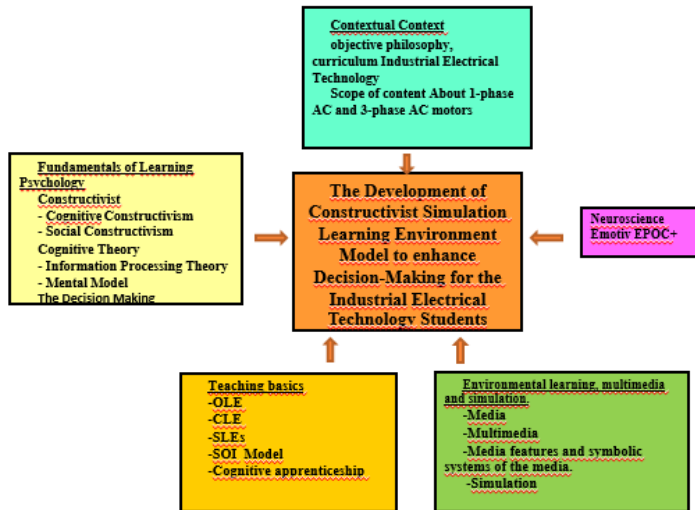 Contextual Context
objective philosophy,
curriculum Industrial Electrical
Technology
Scope of content About 1-phase
AC and 3-phase AC motors
Fundamentals of Learning
Psychology
Constructivist
- Cognitive Constructivism
- Social Constructivism
Cognitive Theory
- Information Processing Theory
- Mental Model
The Decision Making
The Development of
Constructivist Simulation
Learning Environment
Model to enhance
Decision-Making for the
Industrial Electrical
Technology Students
Neuroscience
Emotiv EPOC+
Teaching basics
-OLE
-CLE
-SLEs
-SOI Model
-Cognitive apprenticeship
Environmental learning, multimedia
and simulation.
-Media
-Multimedia
-Media features and symbolic
systems of the media.
-Simulation